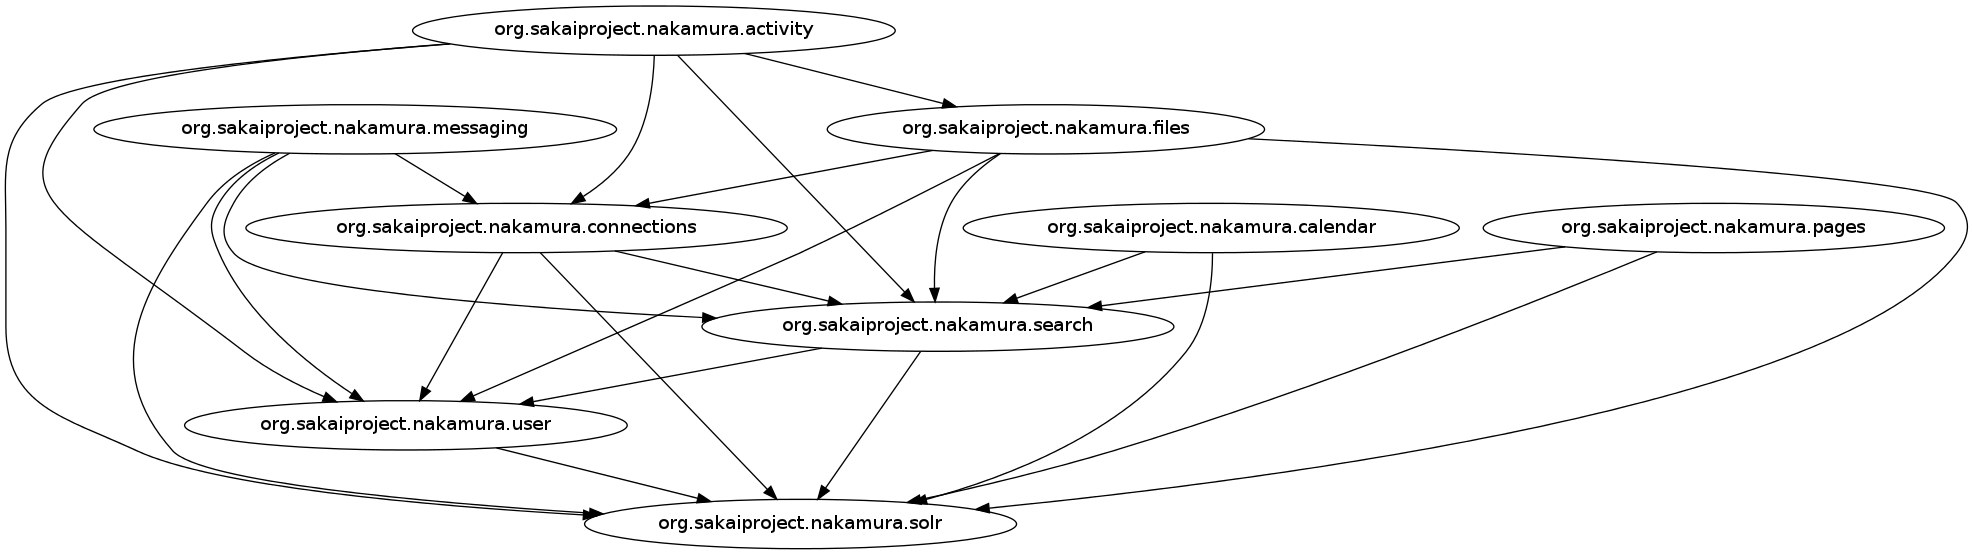 org.sakaiproject.nakamura.activity
org.sakaiproject.nakamura.messaging
org.sakaiproject.nakamura.files
org.sakaiproject.nakamura.connections
org.sakaiproject.nakamura.calendar
org.sakaiproject.nakamura.pages
org.sakaiproject.nakamura.search
org.sakaiproject.nakamura.user
org.sakaiproject.nakamura.solr